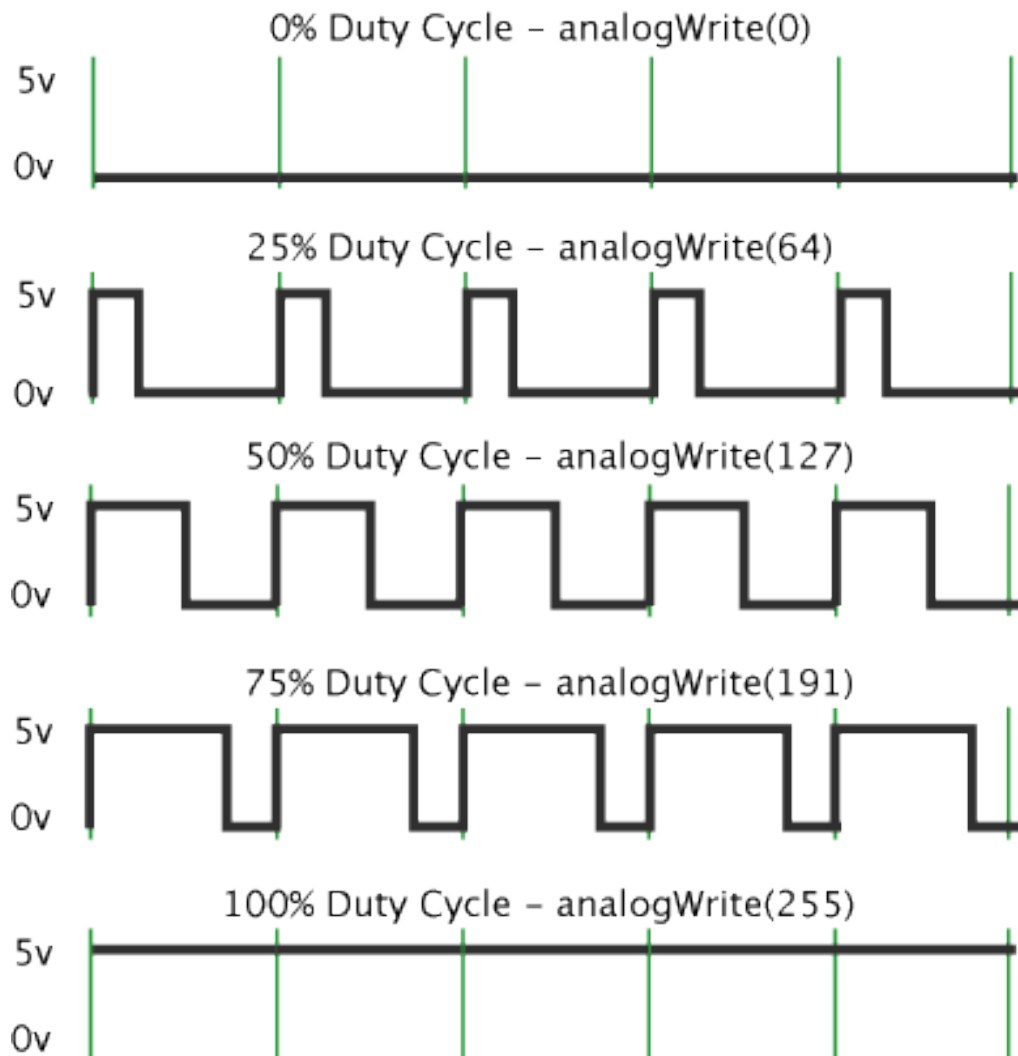 0% Duty Cycle – analogWrite(0)
5v
0v
25% Duty Cycle – analogWrite(64)
5v
0v
50% Duty Cycle – analogWrite(127)
5v
0v
75% Duty Cycle – analogWrite(191)
5v
0v
100% Duty Cycle – analogWrite(255)
5v
0v